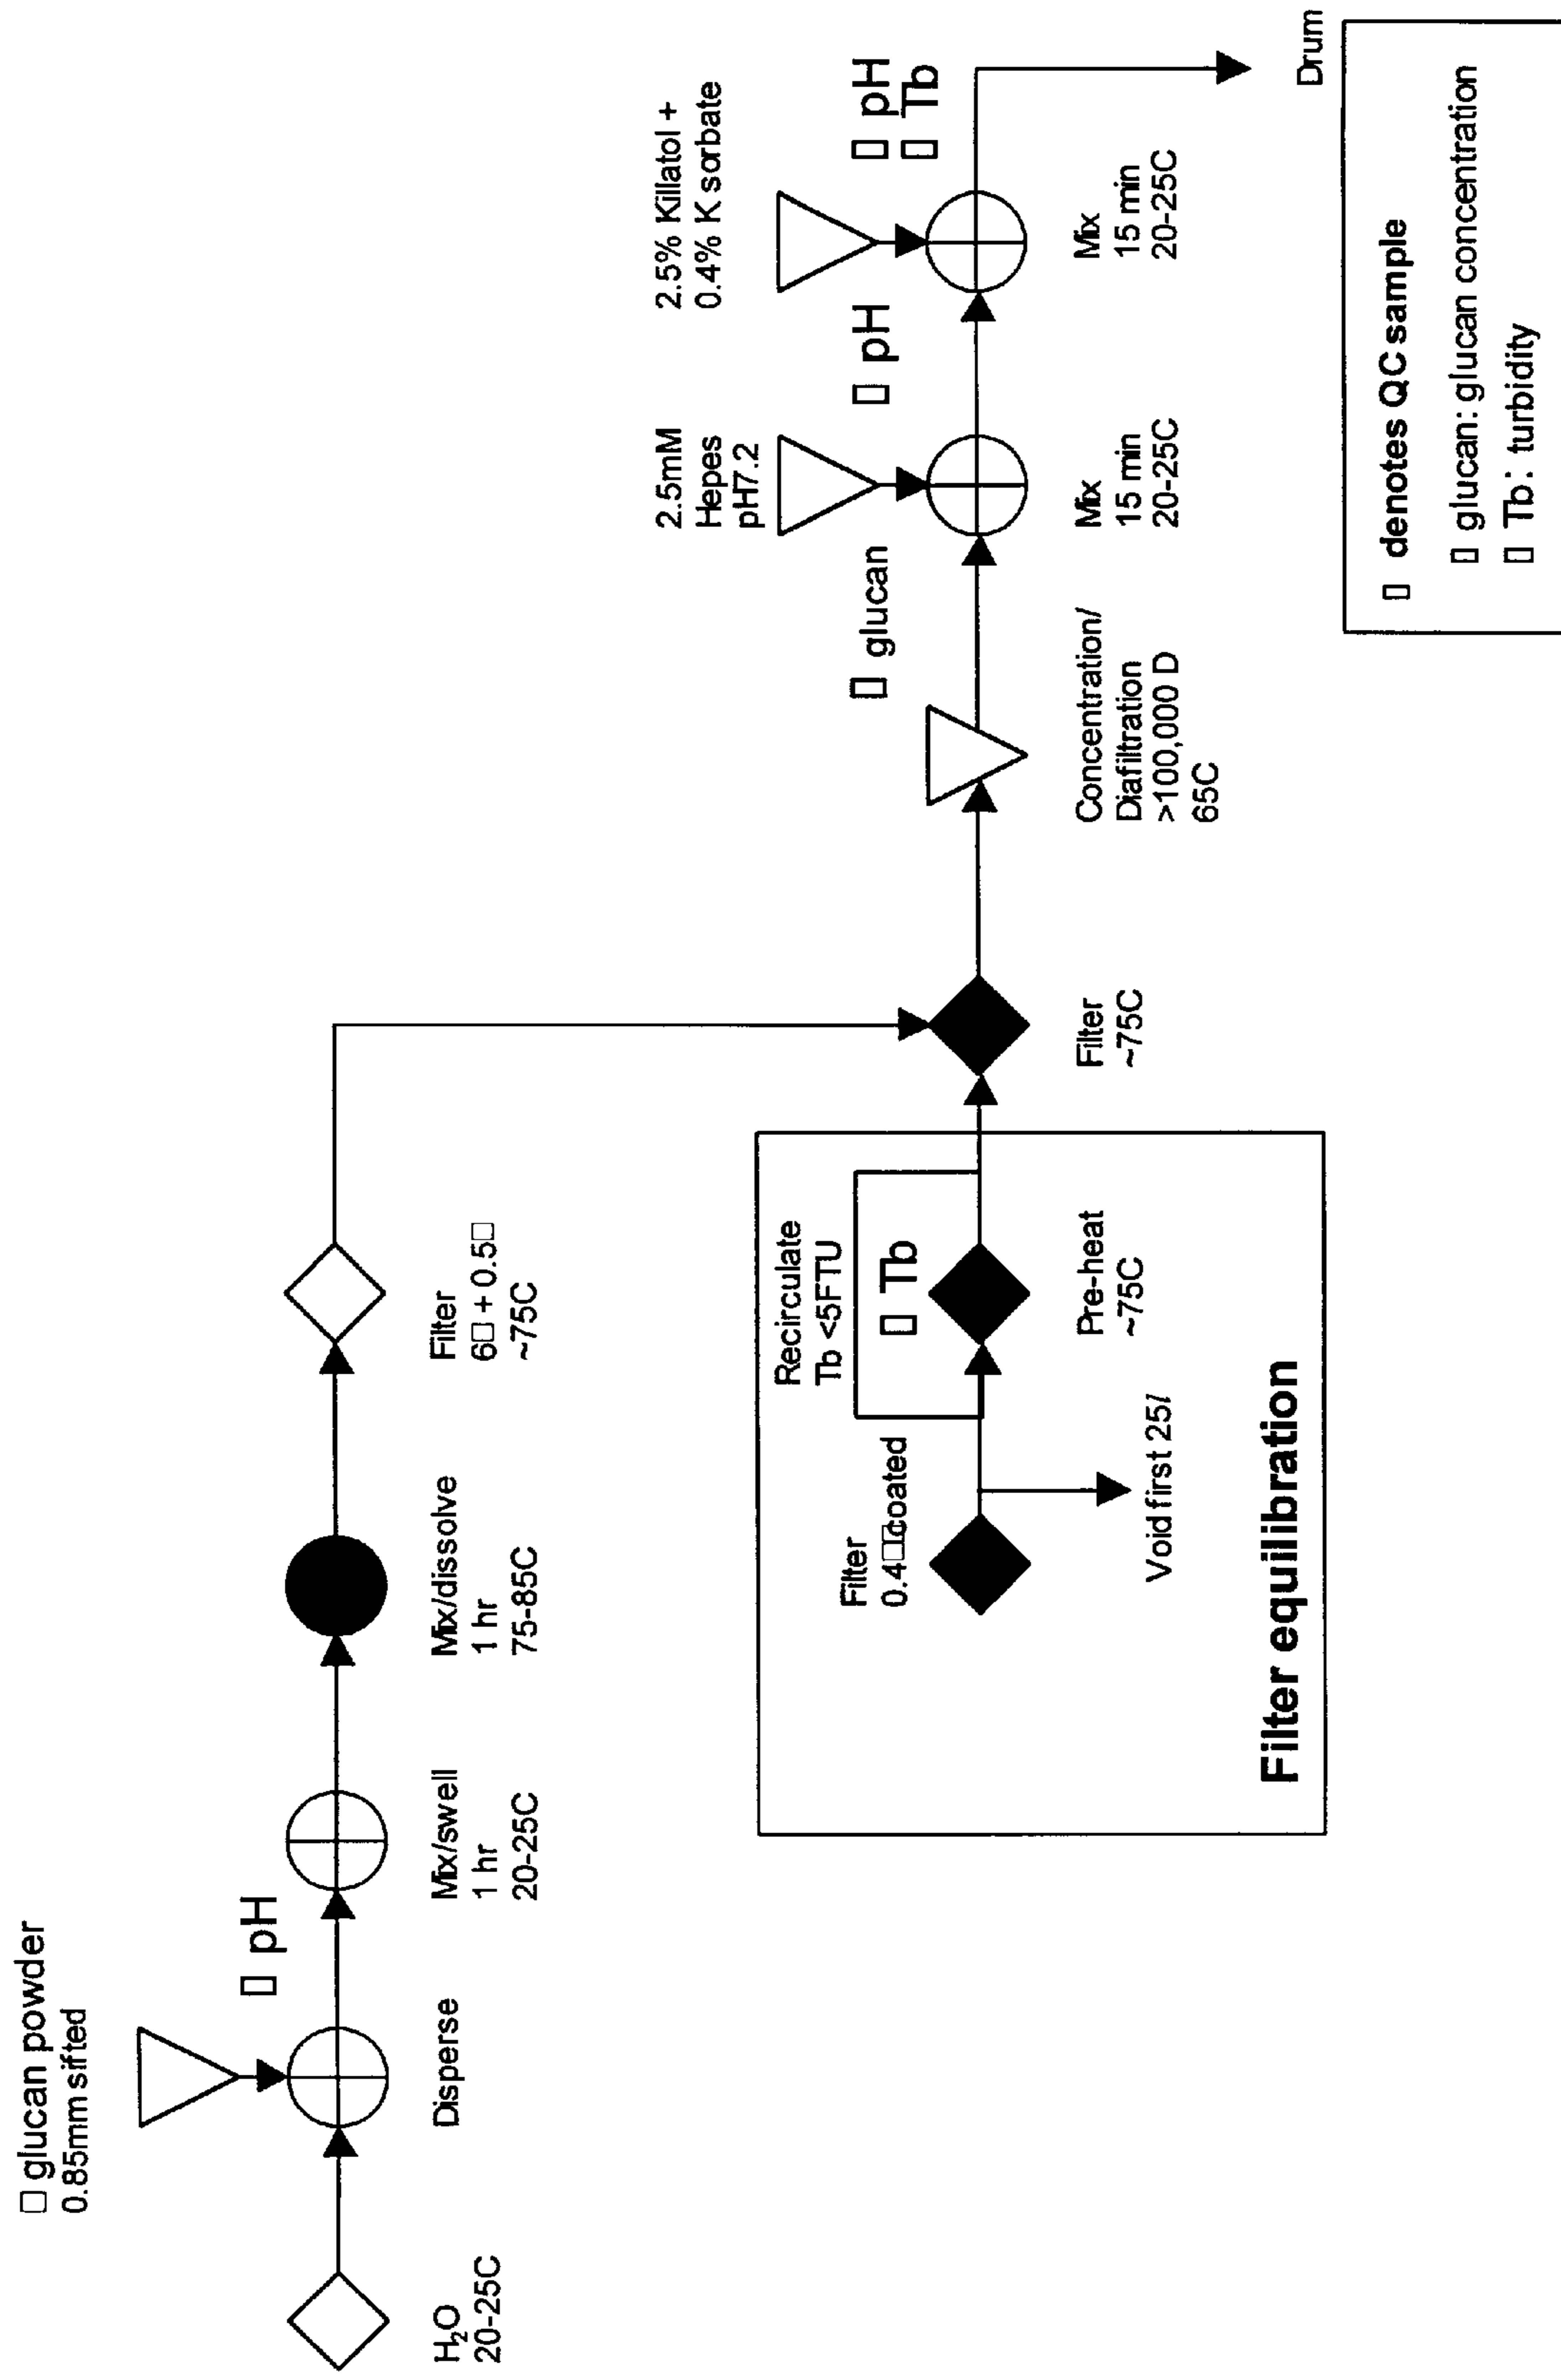 □ glucan powder
0.85mm sifted
▯ pH
H₂O
20-25C
Disperse
Mix/swell
1 hr
20-25C
Mix/dissolve
1 hr
75-85C
Filter
6□ + 0.5□
~75C
Filter
0.4□□coated
Void first 25l
Recirculate
Tb <5FTU
▯ Tb
Pre-heat
~75C
Filter equilibration
Filter
~75C
Concentration/
Diafiltration
>100,000 D
65C
▯ glucan
2.5mM
Hepes
pH7.2
▯ pH
Mix
15 min
20-25C
2.5% Killatol +
0.4% K sorbate
▯ pH
▯ Tb
Mix
15 min
20-25C
Drum
▯ denotes QC sample
▯ glucan: glucan concentration
▯ Tb: turbidity